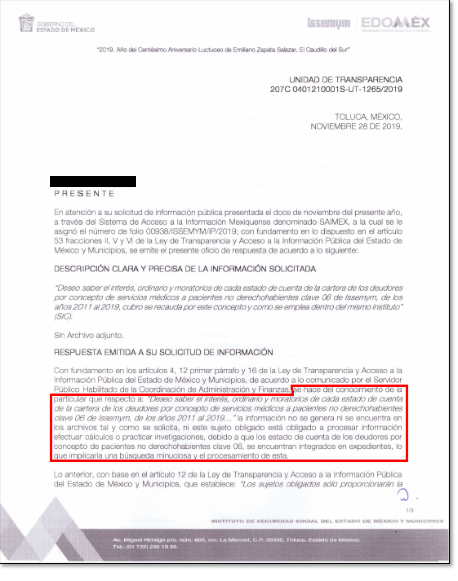 GOBIERNO DEL
ESTADO DE MÉXICO
issemym
EDOMÉX
"2019. Año del Centésimo Aniversario Luctuoso de Emiliano Zapata Salazar, El Caudillo del Sur"
UNIDAD DE TRANSPARENCIA
207C 0401210001S-UT-1265/2019
TOLUCA, MÉXICO,
NOVIEMBRE 28 DE 2019.
P R E S E N T E
En atención a su solicitud de información pública presentada el doce de noviembre del presente año,
a través del Sistema de Acceso a la Información Mexiquense denominado SAIMEX, a la cual se le
asignó el número de folio 00938/ISSEMYM/IP/2019; con fundamento en lo dispuesto en el artículo
53 fracciones II, V y VI de la Ley de Transparencia y Acceso a la Información Pública del Estado de
México y Municipios, se emite el presente oficio de respuesta de acuerdo a lo siguiente:
DESCRIPCIÓN CLARA Y PRECISA DE LA INFORMACIÓN SOLICITADA
"Deseo saber el interés, ordinario y moratorios de cada estado de cuenta de la cartera de los deudores
por concepto de servicios médicos a pacientes no derechohabientes clave 06 de Issemym, de los
años 2011 al 2019, cubro se recauda por este concepto y como se emplea dentro del mismo instituto"
(SIC).
Sin Archivo adjunto.
RESPUESTA EMITIDA A SU SOLICITUD DE INFORMACIÓN
Con fundamento en los artículos 4, 12 primer párrafo y 16 de la Ley de Transparencia y Acceso a la
Información Pública del Estado de México y Municipios, de acuerdo a lo comunicado por el Servidor
Público Habilitado de la Coordinación de Administración y Finanzas, se hace del conocimiento de la
particular que respecto a: "Deseo saber el interés, ordinario y moratorios de cada estado de cuenta
de la cartera de los deudores por concepto de servicios médicos a pacientes no derechohabientes
clave 06 de Issemym, de los años 2011 al 2019..." la información no se genera ni se encuentra en
los archivos tal y como se solicita, ni este sujeto obligado está obligado a procesar información
efectuar cálculos o practicar investigaciones, debido a que los estado de cuenta de los deudores por
concepto de pacientes no derechohabientes clave 06, se encuentran integrados en expedientes, lo
que implicaría una búsqueda minuciosa y el procesamiento de esta.
Lo anterior, con base en el artículo 12 de la Ley de Transparencia y Acceso a la Información Pública
del Estado de México y Municipios, que establece: "Los sujetos obligados sólo proporcionarán la
INSTITUTO DE SEGURIDAD SOCIAL DEL ESTADO DE MÉXICO Y MUNICIPIOS
Av. Miguel Hidalgo pte. núm. 600, col. La Merced, C.P. 50080, Toluca, Estado de México.